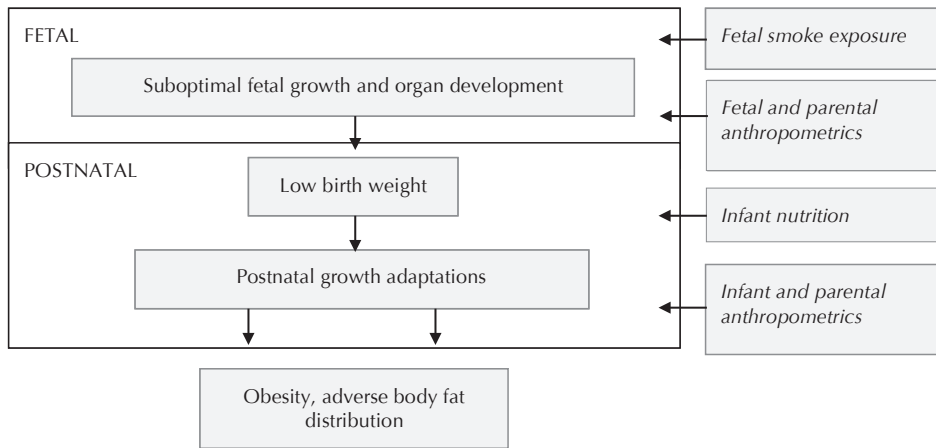 FETAL
Suboptimal fetal growth and organ development
POSTNATAL
Low birth weight
Postnatal growth adaptations
Obesity, adverse body fat
distribution
Fetal smoke exposure
Fetal and parental
anthropometrics
Infant nutrition
Infant and parental
anthropometrics